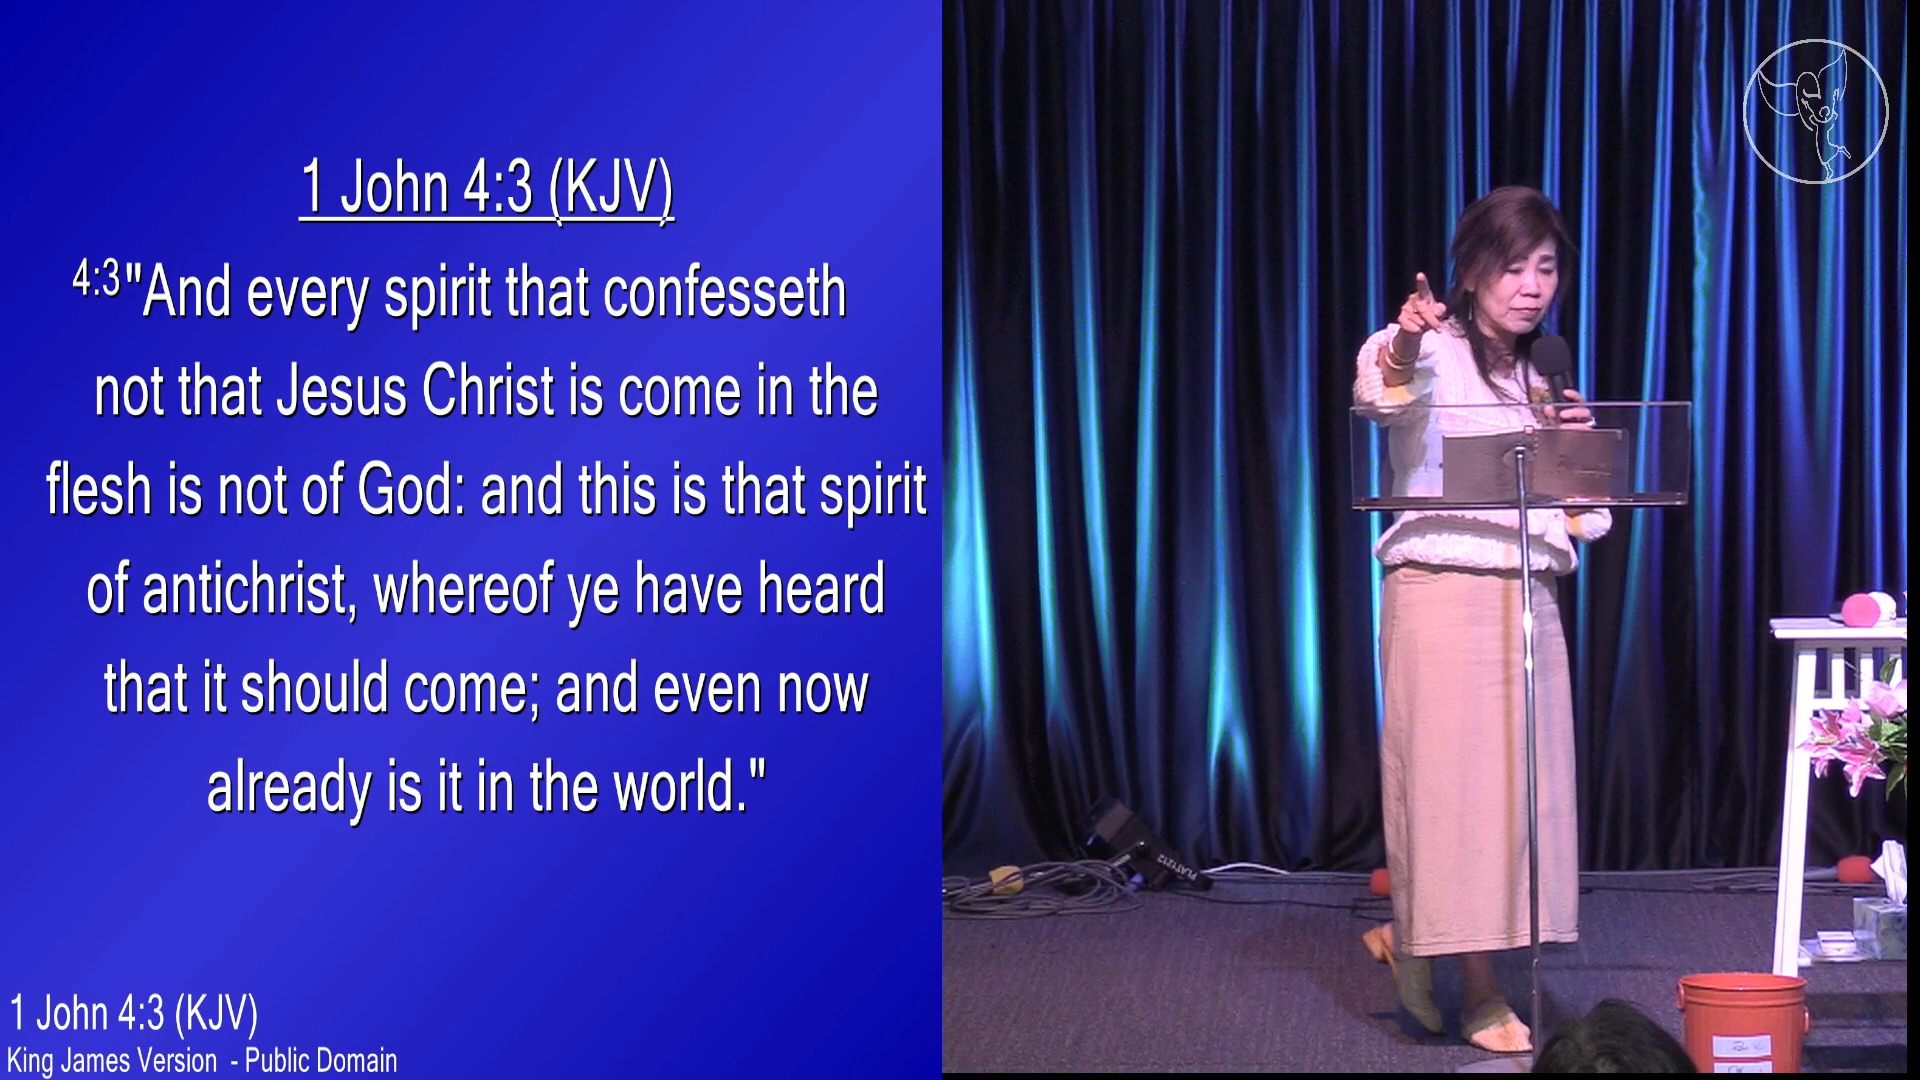 1 John 4:3 (KJV)
4:3"And every spirit that confesseth
not that Jesus Christ is come in the
flesh is not of God: and this is that spirit
of antichrist, whereof ye have heard
that it should come; and even now
already is it in the world."
1 John 4:3 (KJV)
King James Version - Public Domain
PLAT1212